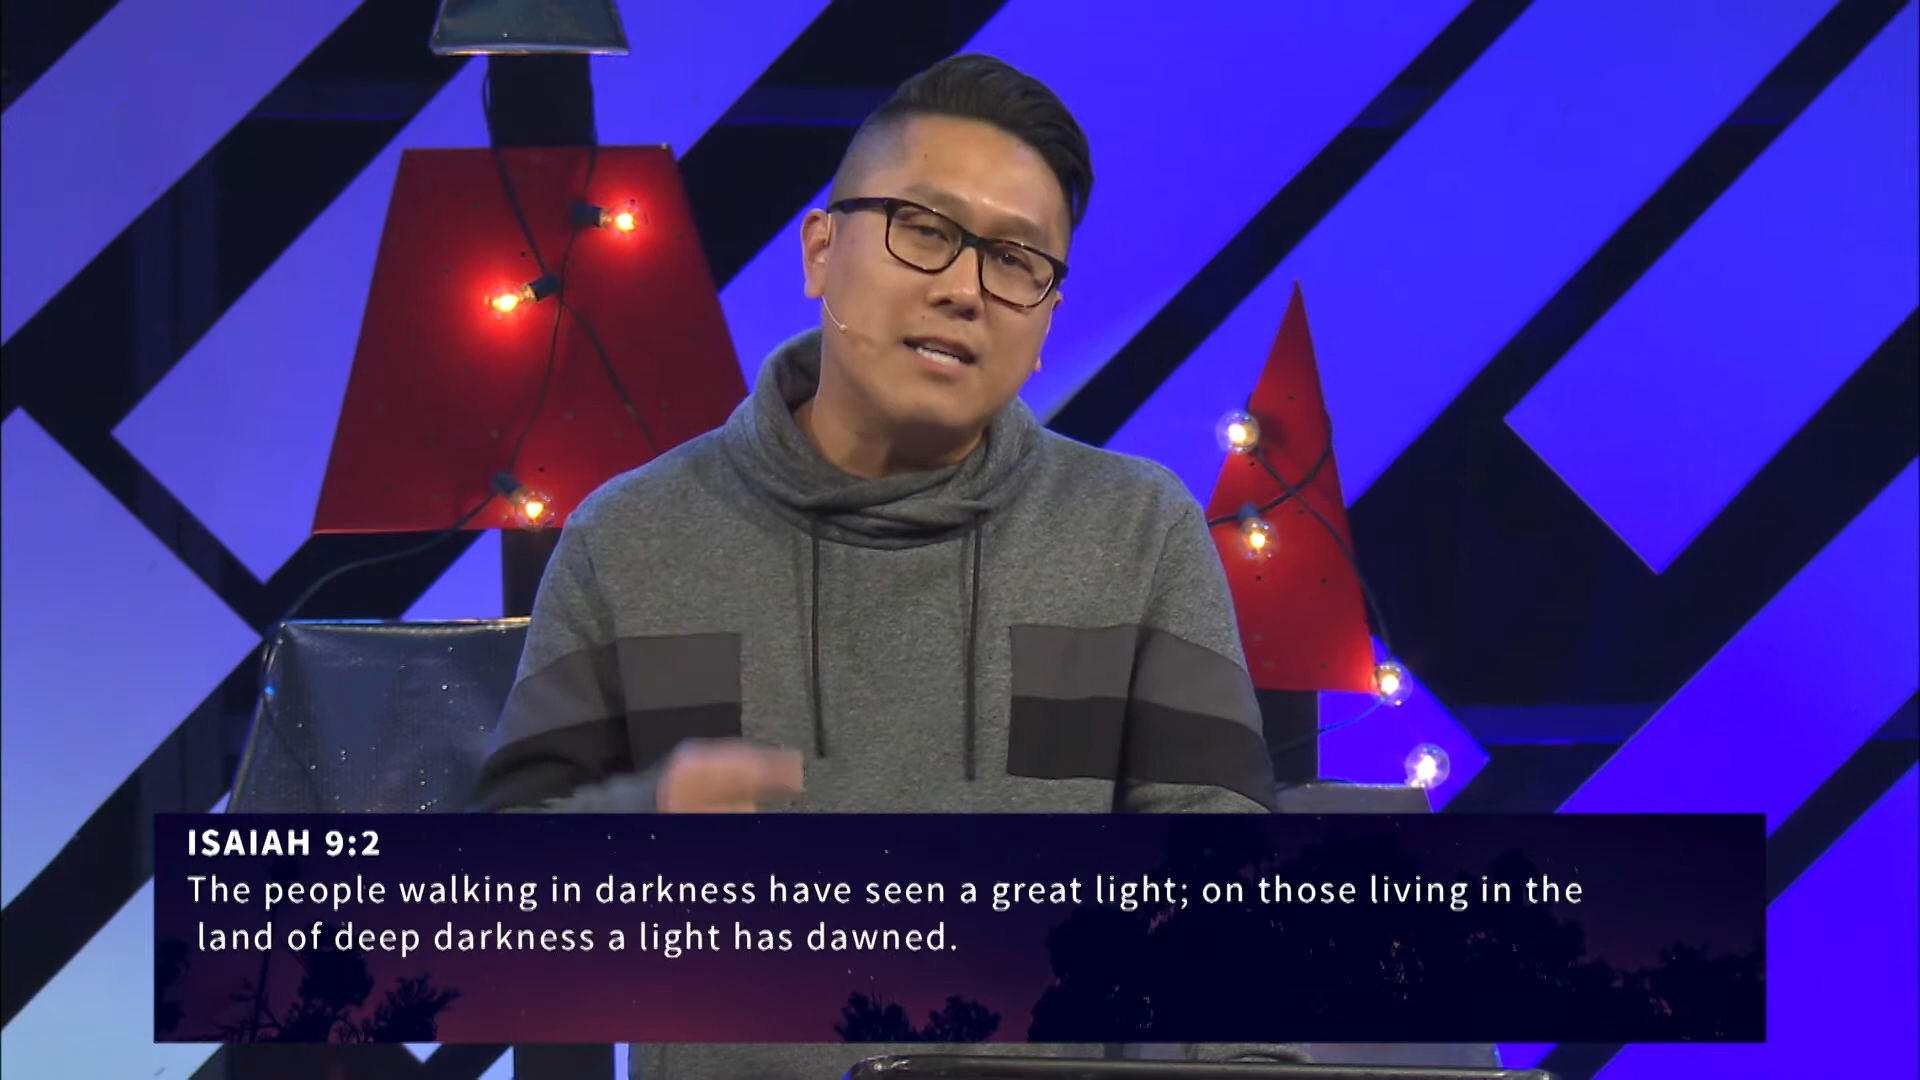 ISAIAH 9:2
The people walking in darkness have seen a great light; on those living in the
land of deep darkness a light has dawned.